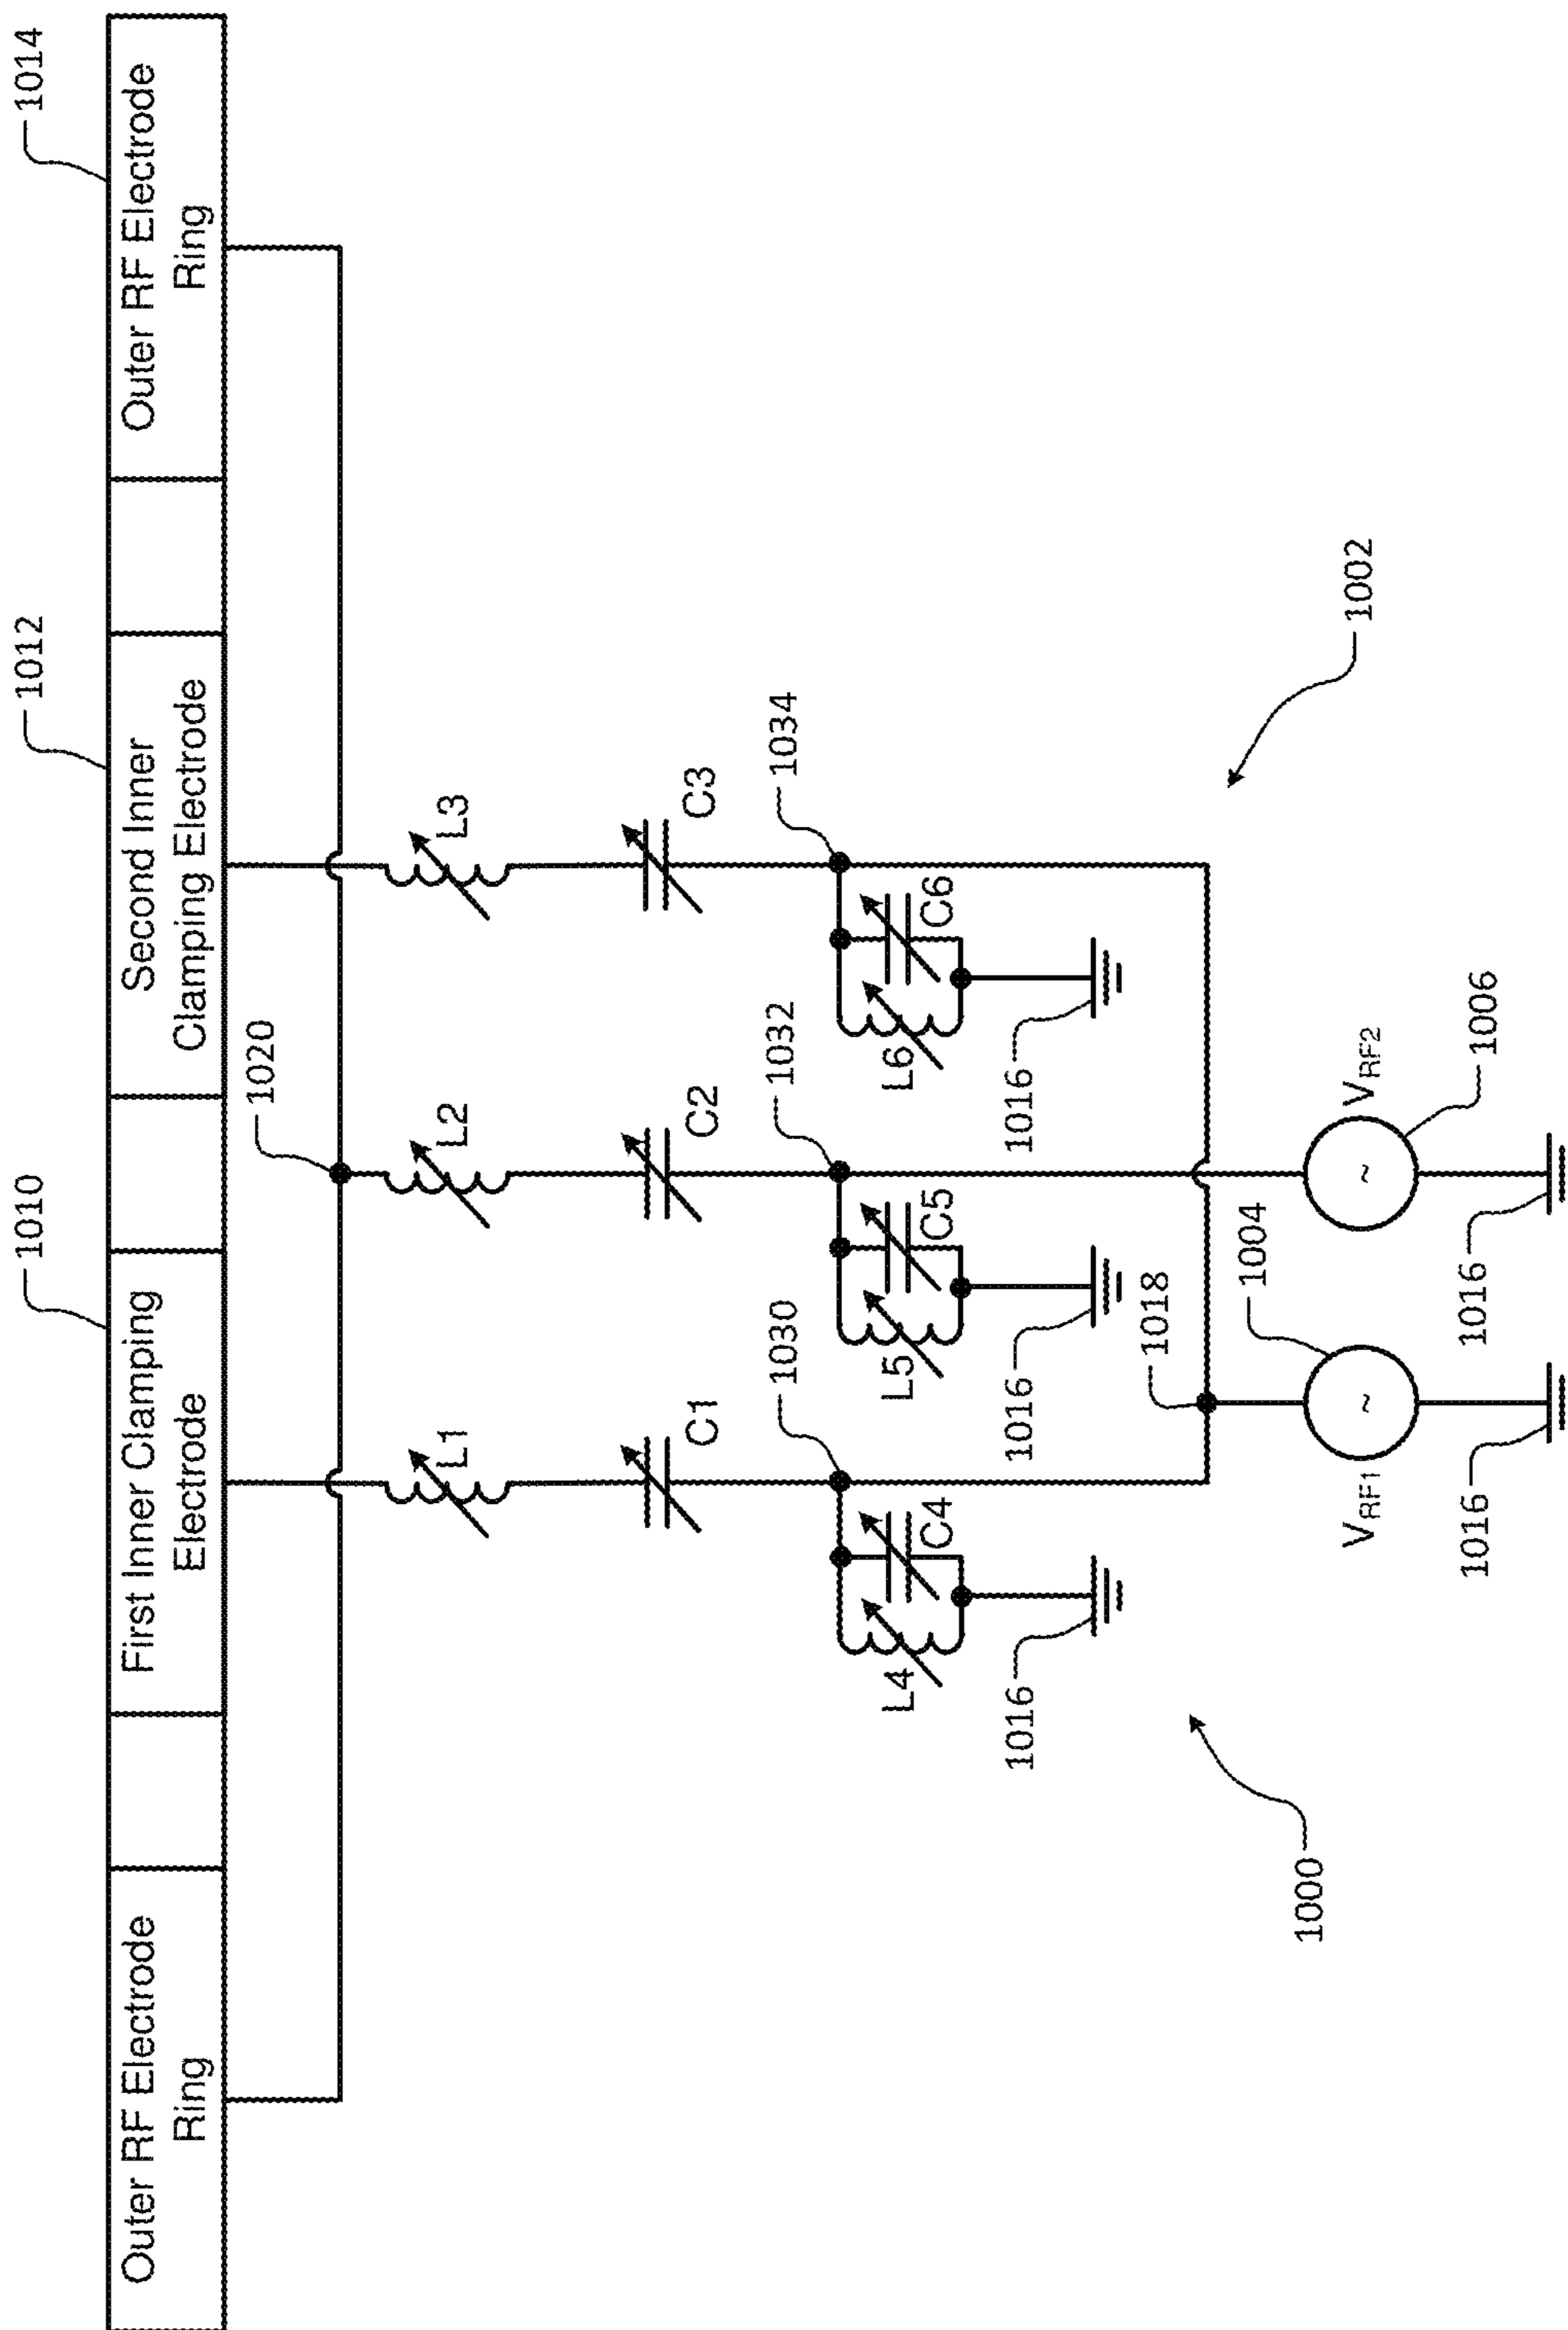 1010
1012
1014
Outer RF Electrode
Ring
First Inner Clamping
Electrode
Second Inner
Clamping Electrode
Outer RF Electrode
Ring
1020
L1
L2
L3
C1
C2
C3
1030
1032
1034
L4
C4
L5
C5
L6
C6
1016
1016
1016
1018
1004
1000
1002
VRF1
VRF2
1006
1016
1016